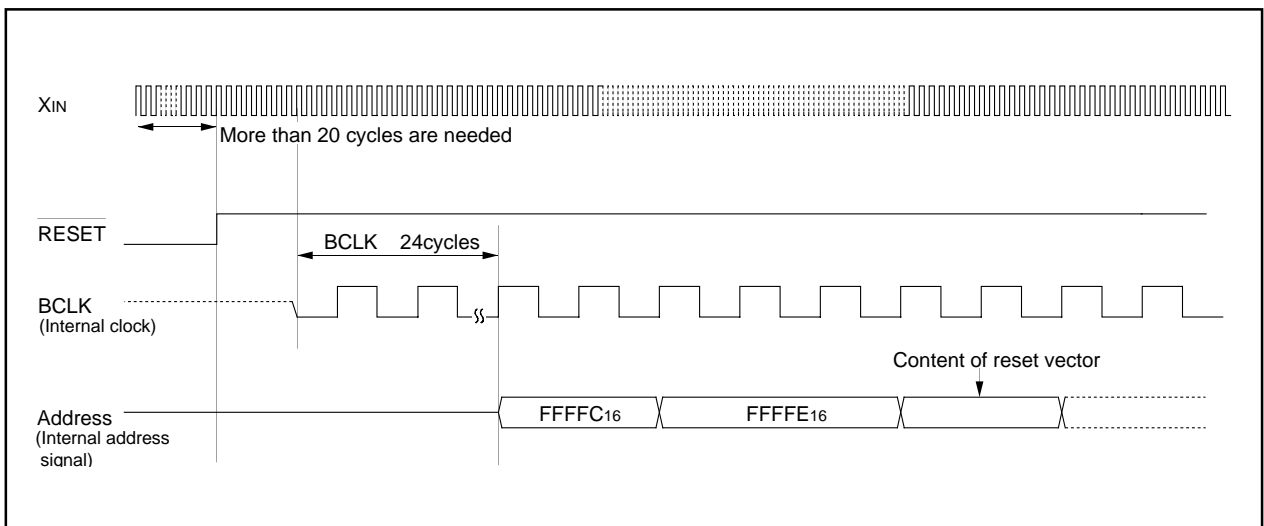 XIN
More than 20 cycles are needed
RESET
BCLK 24cycles
BCLK
(Internal clock)
Content of reset vector
Address
(Internal address
signal)
FFFFC16
FFFFE16